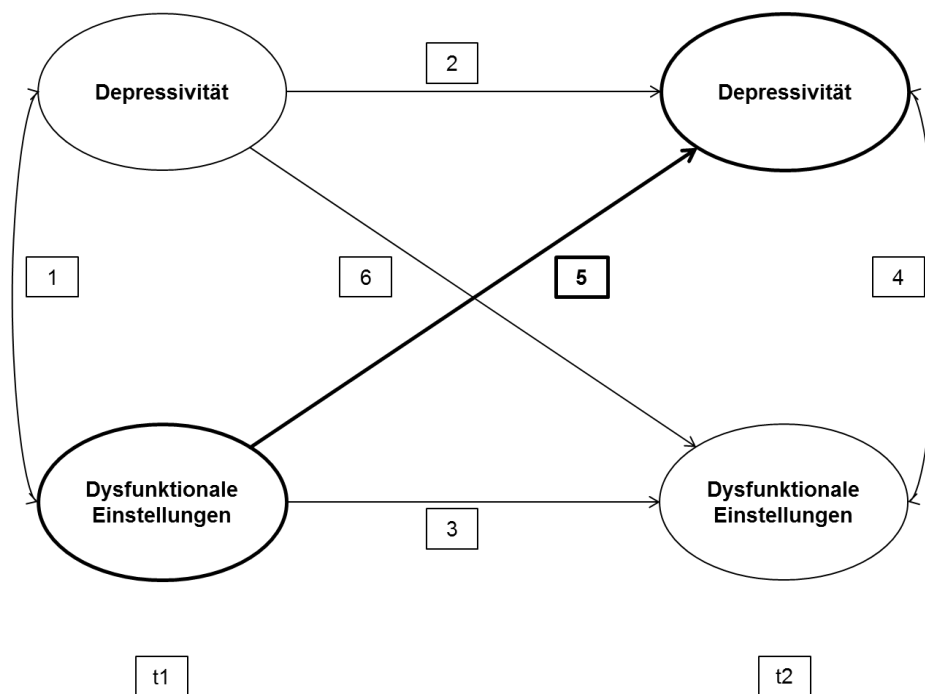 2
Depressivität
Depressivität
1
6
5
4
Dysfunktionale
Einstellungen
Dysfunktionale
Einstellungen
3
t1
t2